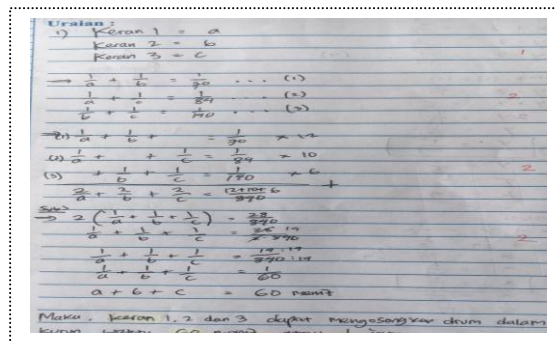 Uraian :
1) Keran 1 = a
Keran 2 = b
Keran 3 = c
1
→ 1/a + 1/b = 1/70 ... (1)
1/a + 1/c = 1/84 ... (2)
2
1/b + 1/c = 1/140 ... (3)
(1) 1/a + 1/b + = 1/70 × 12
(2) 1/a + + 1/c = 1/84 × 10
(3) + 1/b + 1/c = 1/140 × 6
2
2/a + 2/b + 2/c = 12+10+6/840 +
→ 2 (1/a + 1/b + 1/c) = 28/840
1/a + 1/b + 1/c = 14
2
1/a + 1/b + 1/c = 14:14/840:14
1/a + 1/b + 1/c = 1/60
a + b + c = 60 menit
Maka, keran 1, 2 dan 3 dapat mengosongkan drum dalam